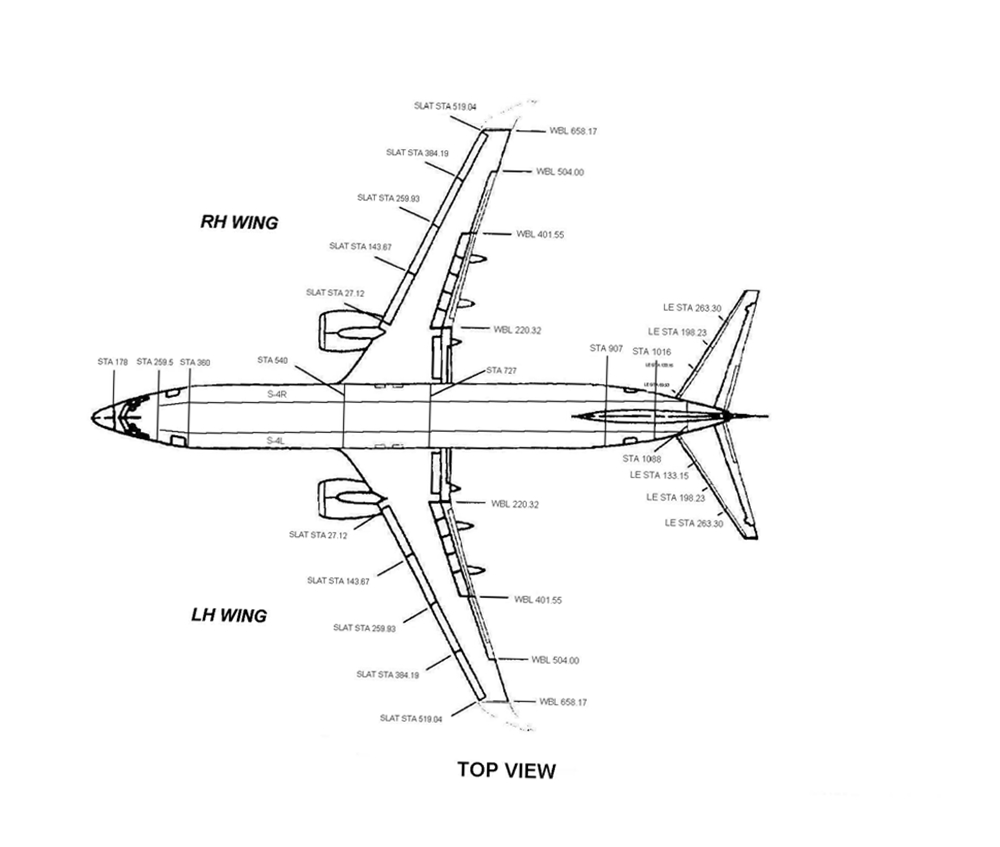 SLAT STA 519.04
WBL 658.17
SLAT STA 384.19
WBL 504.00
SLAT STA 259.93
RH WING
WBL 401.55
SLAT STA 143.67
SLAT STA 27.12
LE STA 263.30
WBL 220.32
LE STA 198.23
STA 907
STA 1016
STA 178
STA 259.5
STA 360
STA 540
STA 727
S-4R
S-4L
STA 1088
LE STA 133.15
WBL 220.32
LE STA 198.23
LE STA 263.30
SLAT STA 27.12
SLAT STA 143.67
WBL 401.55
LH WING
SLAT STA 259.93
WBL 504.00
SLAT STA 384.19
WBL 658.17
SLAT STA 519.04
TOP VIEW